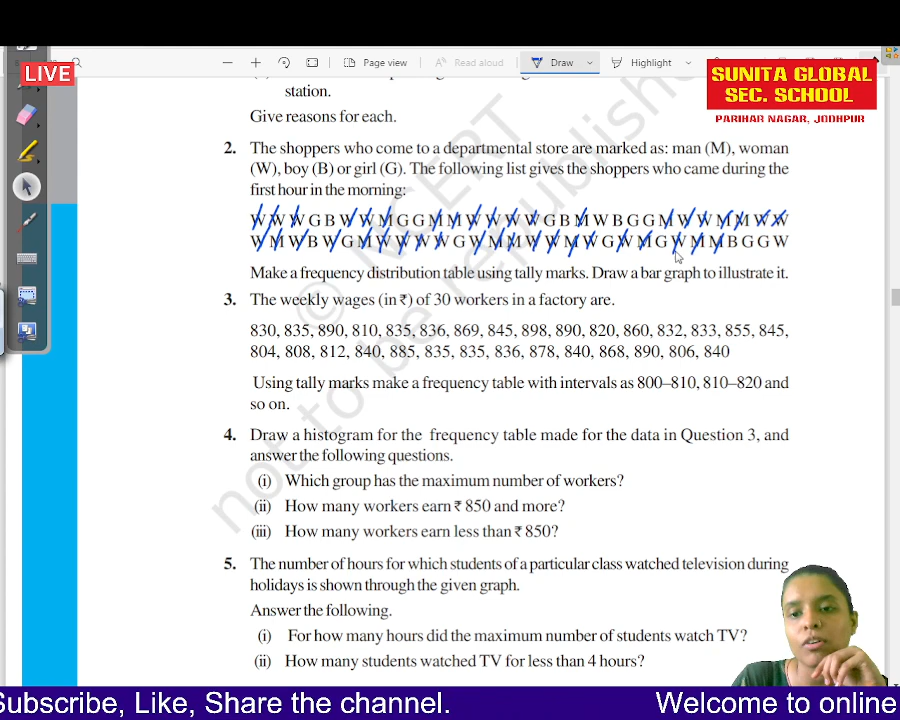 Page view
Read aloud
Draw
Highlight
LIVE
SUNITA GLOBAL
SEC. SCHOOL
PARIHAR NAGAR, JODHPUR
station.
Give reasons for each.
2. The shoppers who come to a departmental store are marked as: man (M), woman
(W), boy (B) or girl (G). The following list gives the shoppers who came during the
first hour in the morning:
W W W G B W W M G G M M W W W W G B M W B G G M W W M M W W
W M W B W G M W W W W G W M M W W M W G W M G W M M B G G W
Make a frequency distribution table using tally marks. Draw a bar graph to illustrate it.
3. The weekly wages (in ₹) of 30 workers in a factory are.
830, 835, 890, 810, 835, 836, 869, 845, 898, 890, 820, 860, 832, 833, 855, 845,
804, 808, 812, 840, 885, 835, 835, 836, 878, 840, 868, 890, 806, 840
Using tally marks make a frequency table with intervals as 800–810, 810–820 and
so on.
4. Draw a histogram for the frequency table made for the data in Question 3, and
answer the following questions.
(i) Which group has the maximum number of workers?
(ii) How many workers earn ₹ 850 and more?
(iii) How many workers earn less than ₹ 850?
5. The number of hours for which students of a particular class watched television during
holidays is shown through the given graph.
Answer the following.
(i) For how many hours did the maximum number of students watch TV?
(ii) How many students watched TV for less than 4 hours?
© NCERT
not to be republishe
Subscribe, Like, Share the channel. Welcome to online